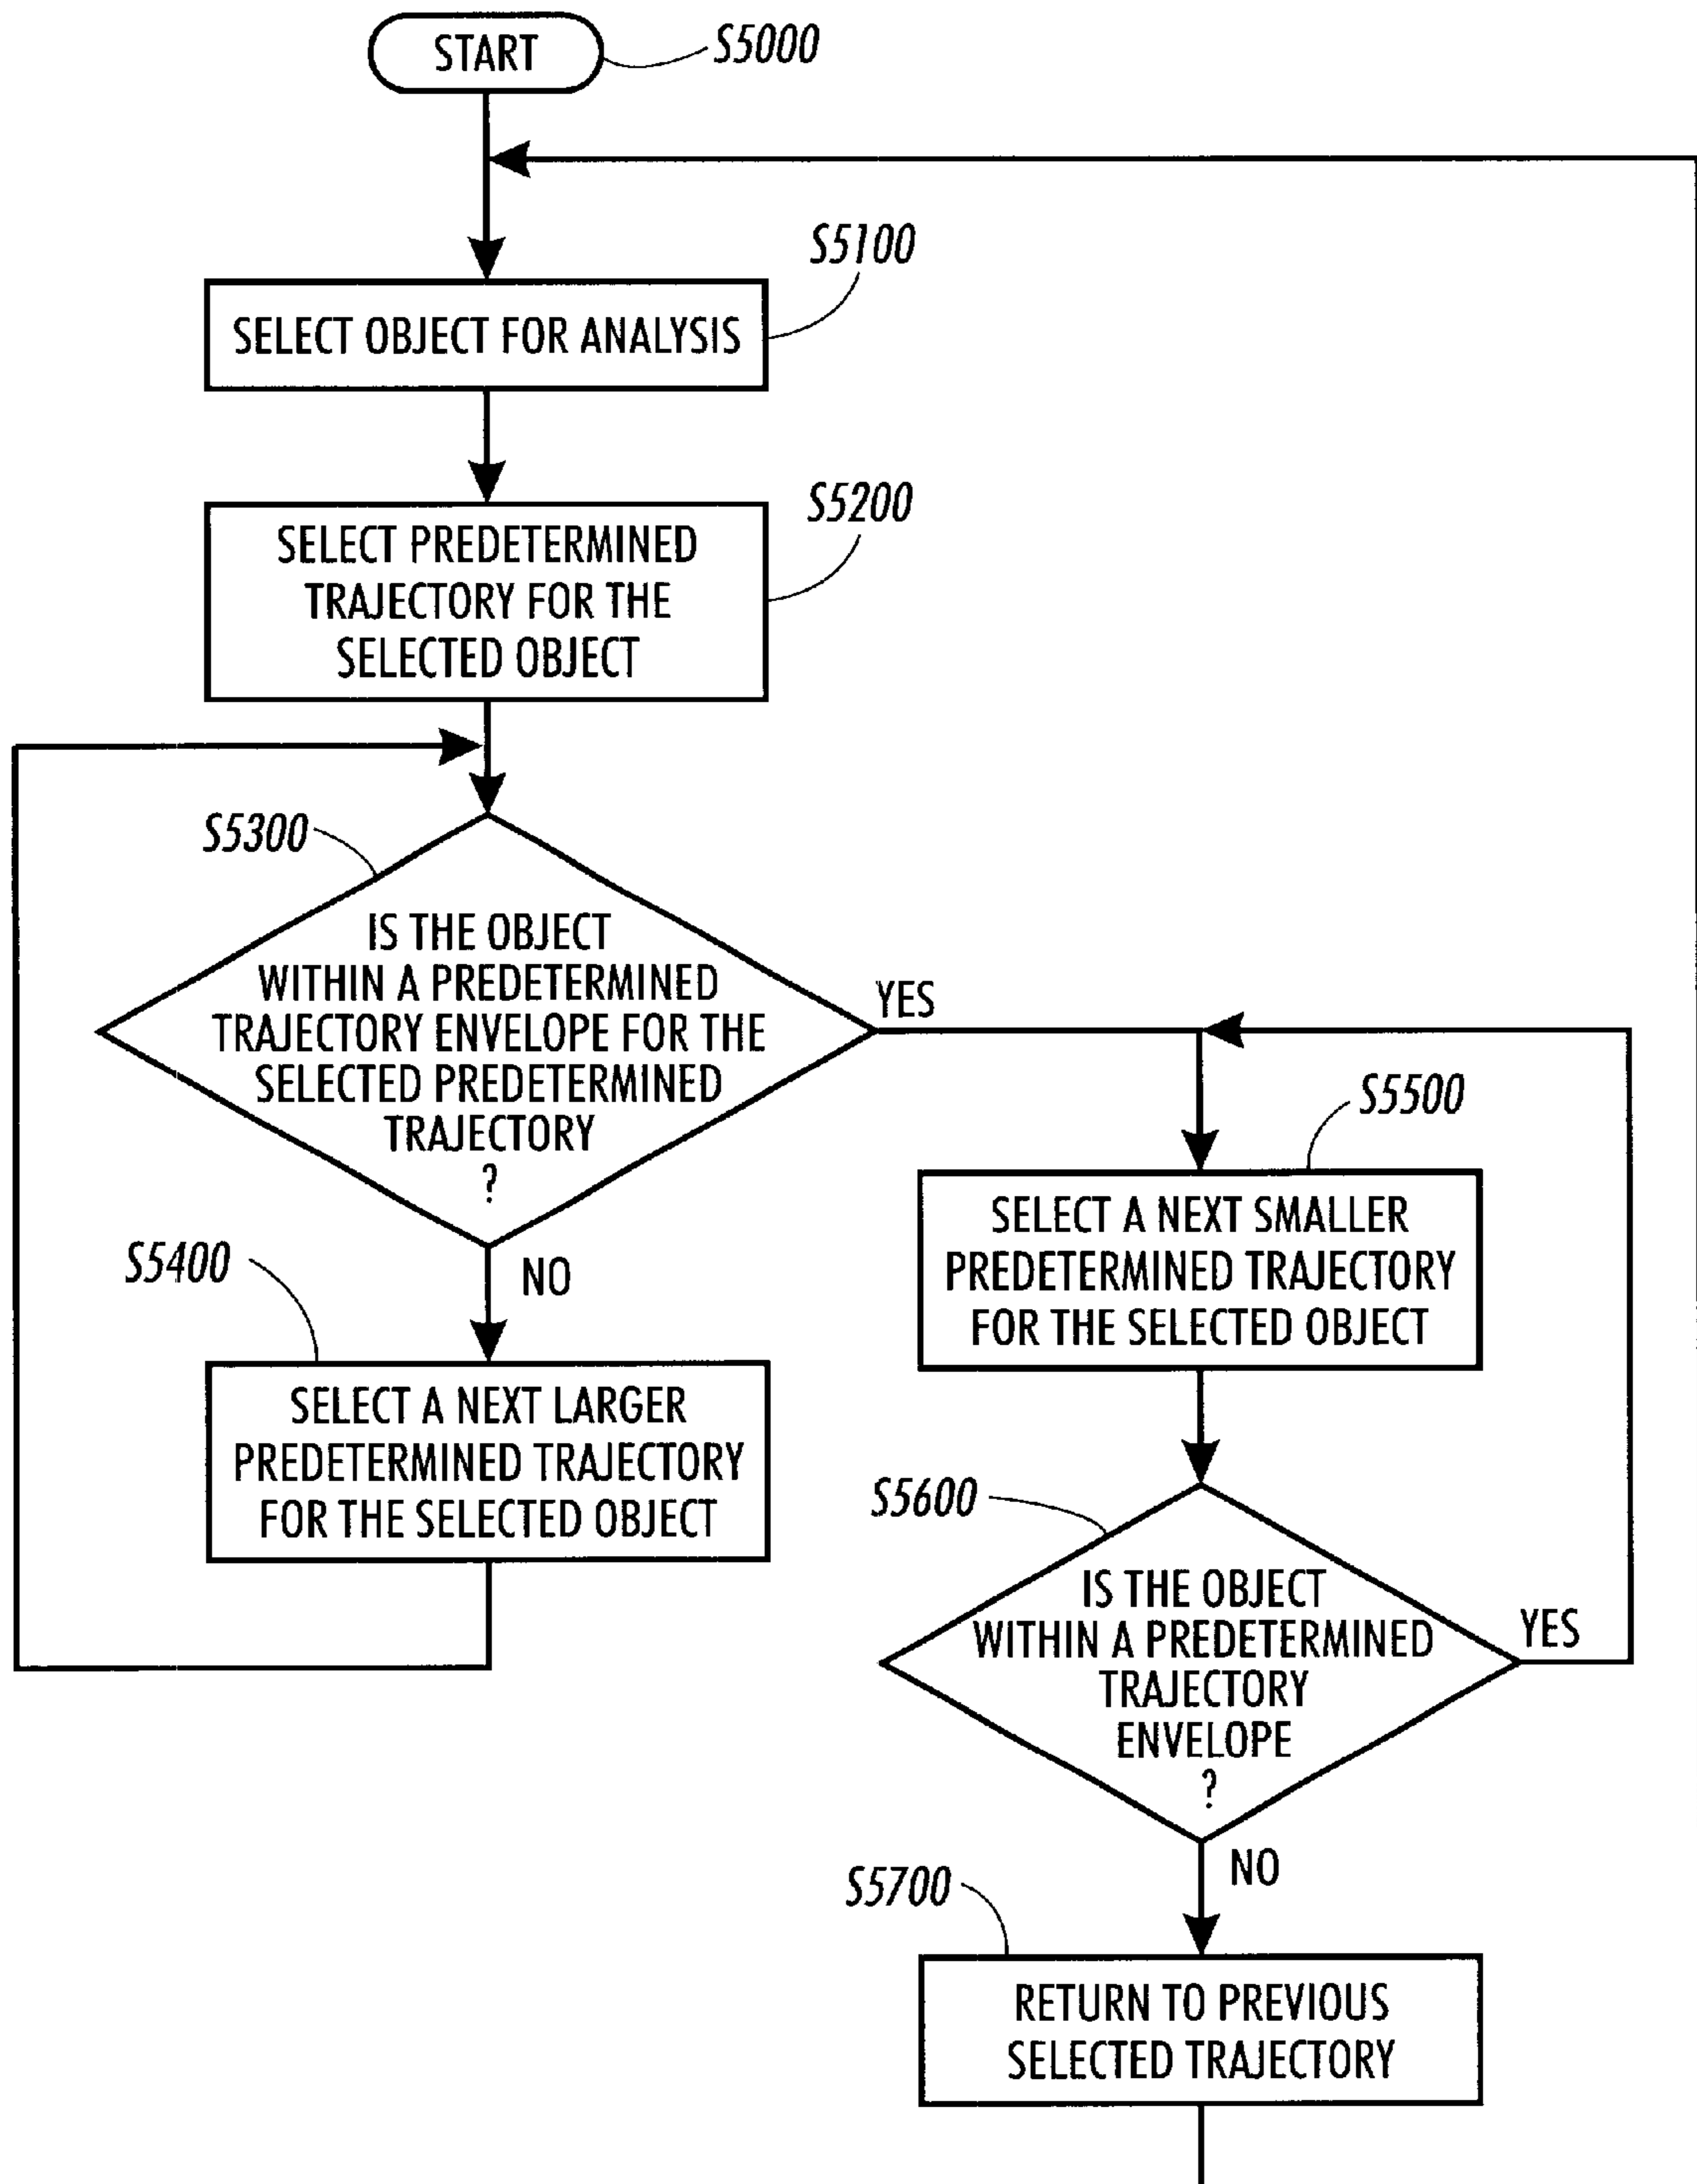 START
S5000
S5100
SELECT OBJECT FOR ANALYSIS
S5200
SELECT PREDETERMINED
TRAJECTORY FOR THE
SELECTED OBJECT
S5300
IS THE OBJECT
WITHIN A PREDETERMINED
TRAJECTORY ENVELOPE FOR THE
SELECTED PREDETERMINED
TRAJECTORY
?
YES
NO
S5400
SELECT A NEXT LARGER
PREDETERMINED TRAJECTORY
FOR THE SELECTED OBJECT
S5500
SELECT A NEXT SMALLER
PREDETERMINED TRAJECTORY
FOR THE SELECTED OBJECT
S5600
IS THE OBJECT
WITHIN A PREDETERMINED
TRAJECTORY
ENVELOPE
?
YES
NO
S5700
RETURN TO PREVIOUS
SELECTED TRAJECTORY